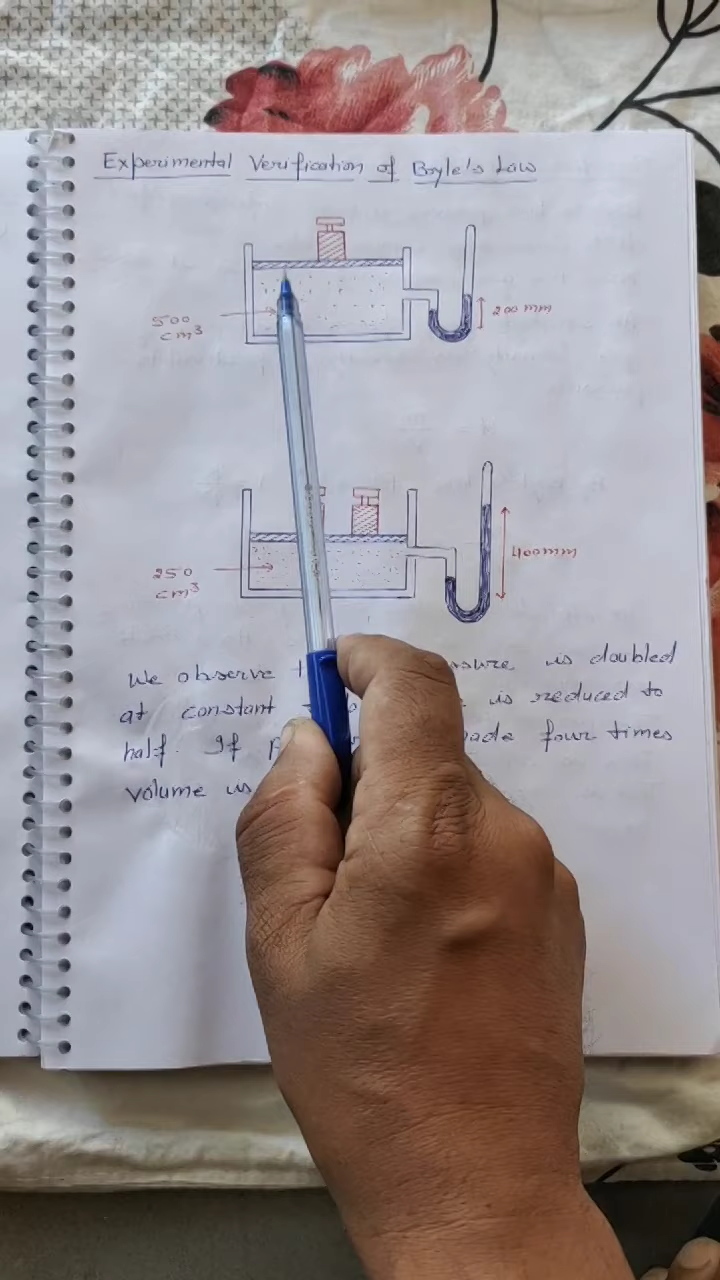 Experimental Verification of Boyle's Law
500
cm³
200 mm
250
cm³
400mm
We observe is doubled
at constant is reduced to
half. If four times
volume is